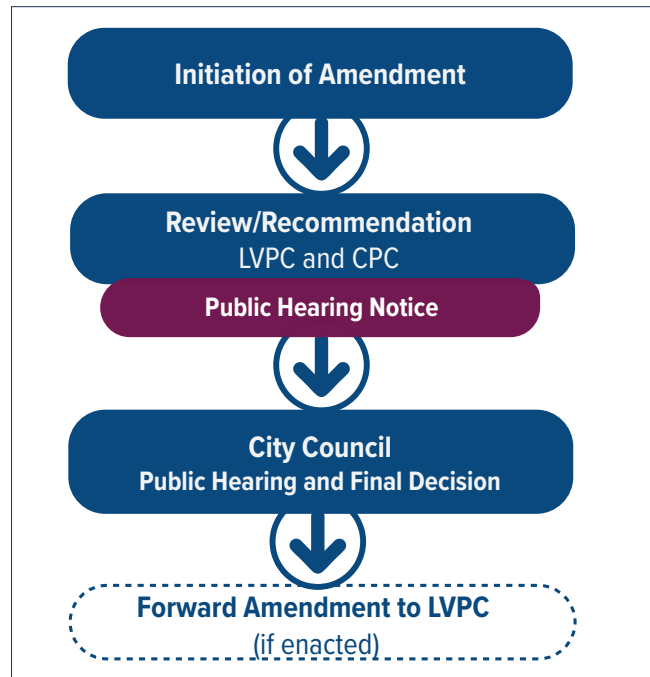 Initiation of Amendment
Review/Recommendation
LVPC and CPC
Public Hearing Notice
City Council
Public Hearing and Final Decision
Forward Amendment to LVPC
(if enacted)